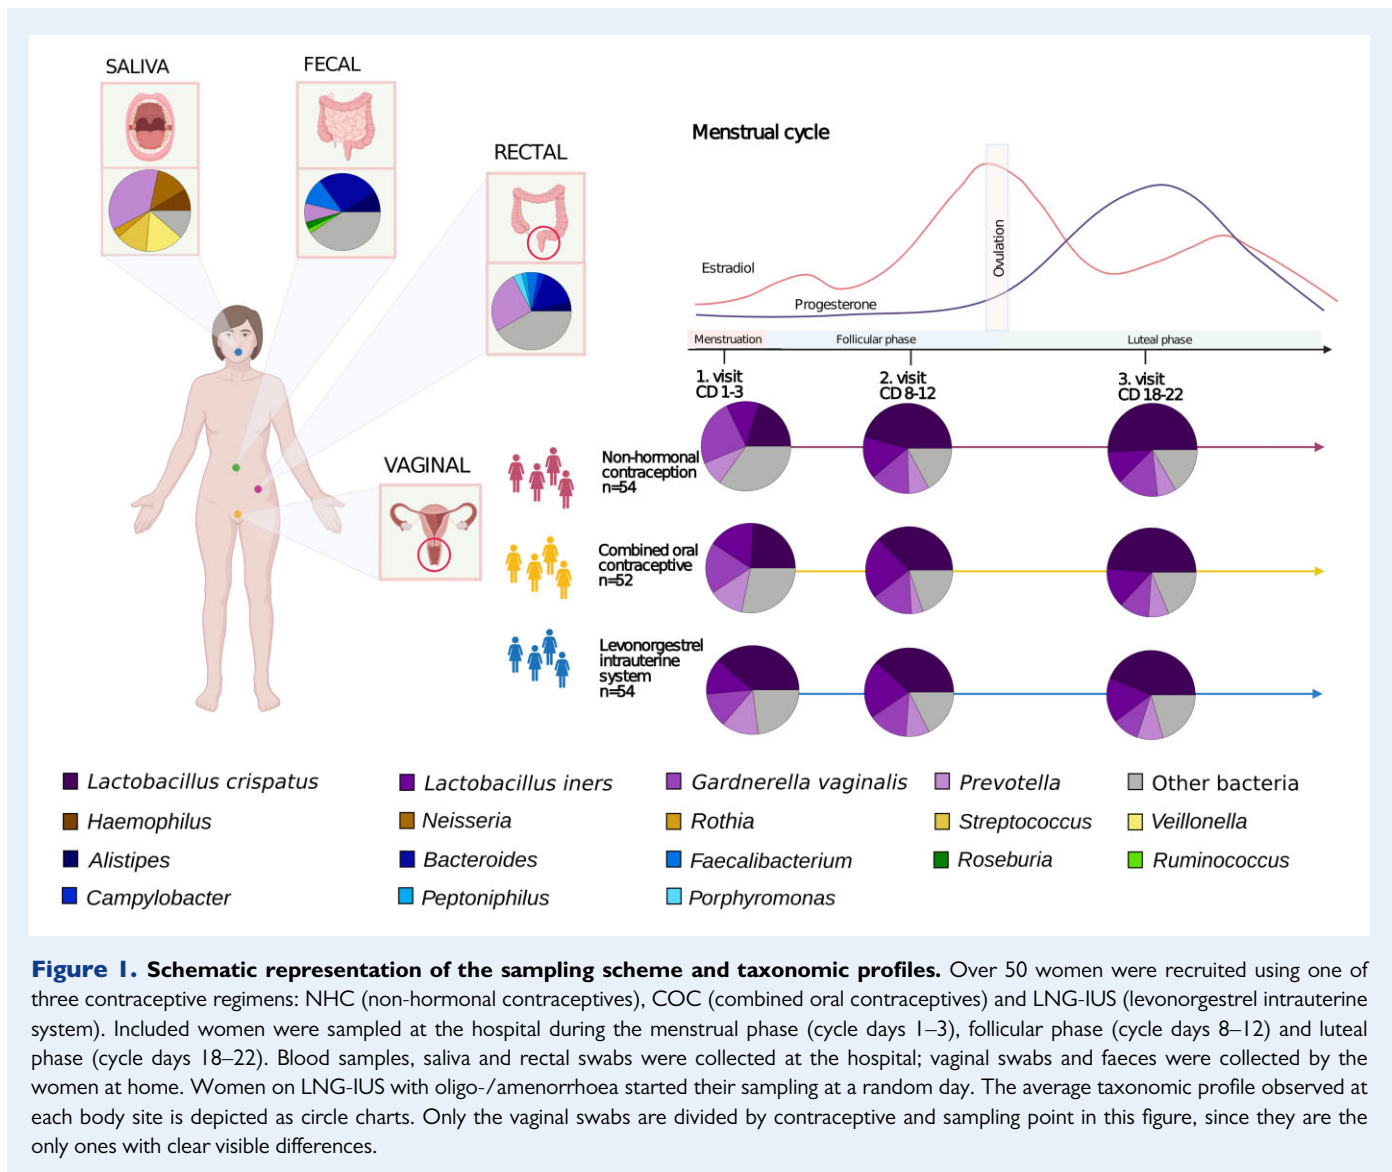 SALIVA
FECAL
RECTAL
VAGINAL
Menstrual cycle
Estradiol
Progesterone
Ovulation
Menstruation
Follicular phase
Luteal phase
1. visit
CD 1-3
2. visit
CD 8-12
3. visit
CD 18-22
Non-hormonal
contraception
n=54
Combined oral
contraceptive
n=52
Levonorgestrel
intrauterine
system
n=54
Lactobacillus crispatus
Lactobacillus iners
Gardnerella vaginalis
Prevotella
Other bacteria
Haemophilus
Neisseria
Rothia
Streptococcus
Veillonella
Alistipes
Bacteroides
Faecalibacterium
Roseburia
Ruminococcus
Campylobacter
Peptoniphilus
Porphyromonas
Figure 1. Schematic representation of the sampling scheme and taxonomic profiles. Over 50 women were recruited using one of
three contraceptive regimens: NHC (non-hormonal contraceptives), COC (combined oral contraceptives) and LNG-IUS (levonorgestrel intrauterine
system). Included women were sampled at the hospital during the menstrual phase (cycle days 1–3), follicular phase (cycle days 8–12) and luteal
phase (cycle days 18–22). Blood samples, saliva and rectal swabs were collected at the hospital; vaginal swabs and faeces were collected by the
women at home. Women on LNG-IUS with oligo-/amenorrhoea started their sampling at a random day. The average taxonomic profile observed at
each body site is depicted as circle charts. Only the vaginal swabs are divided by contraceptive and sampling point in this figure, since they are the
only ones with clear visible differences.